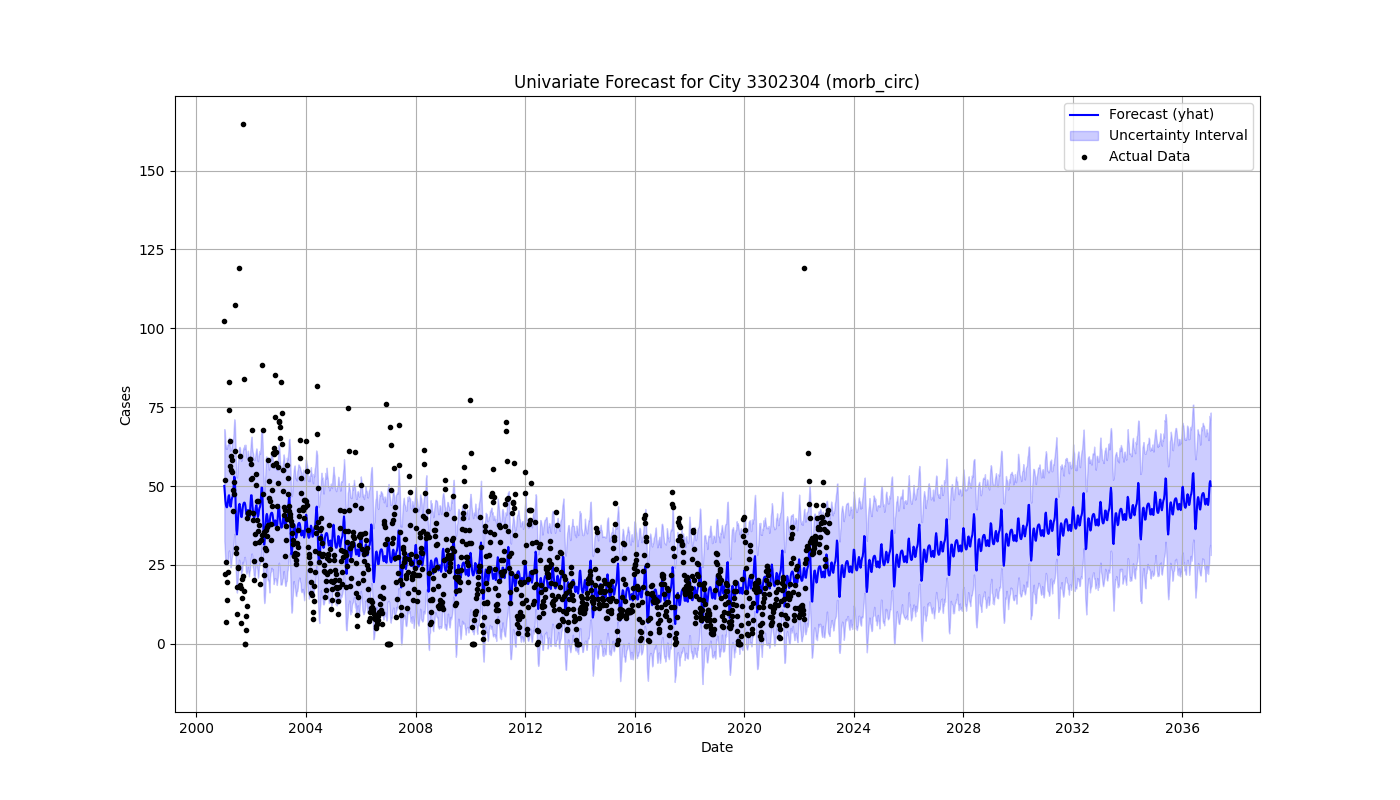 Univariate Forecast for City 3302304 (morb_circ)
Forecast (yhat)
Uncertainty Interval
Actual Data
150
125
100
75
50
25
0
Cases
2000 2004 2008 2012 2016 2020 2024 2028 2032 2036
Date